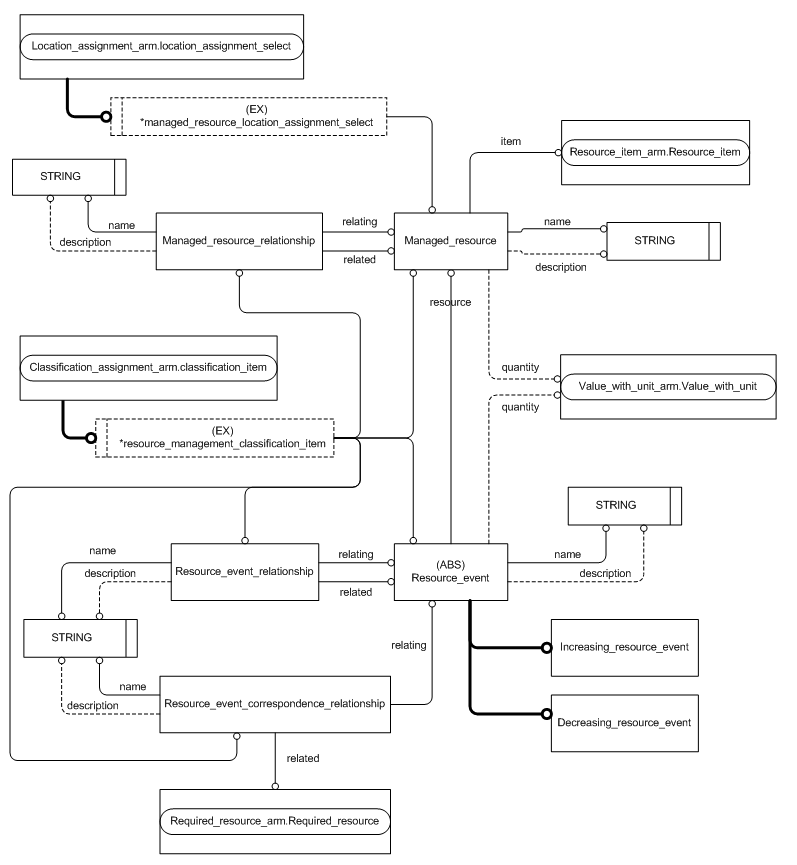 Location_assignment_arm.location_assignment_select
(EX)
*managed_resource_location_assignment_select
item
Resource_item_arm.Resource_item
STRING
name
description
Managed_resource_relationship
relating
related
Managed_resource
name
description
STRING
resource
Classification_assignment_arm.classification_item
quantity
Value_with_unit_arm.Value_with_unit
quantity
(EX)
*resource_management_classification_item
STRING
name
description
name
description
Resource_event_relationship
relating
related
(ABS)
Resource_event
STRING
relating
Increasing_resource_event
name
description
Resource_event_correspondence_relationship
Decreasing_resource_event
related
Required_resource_arm.Required_resource